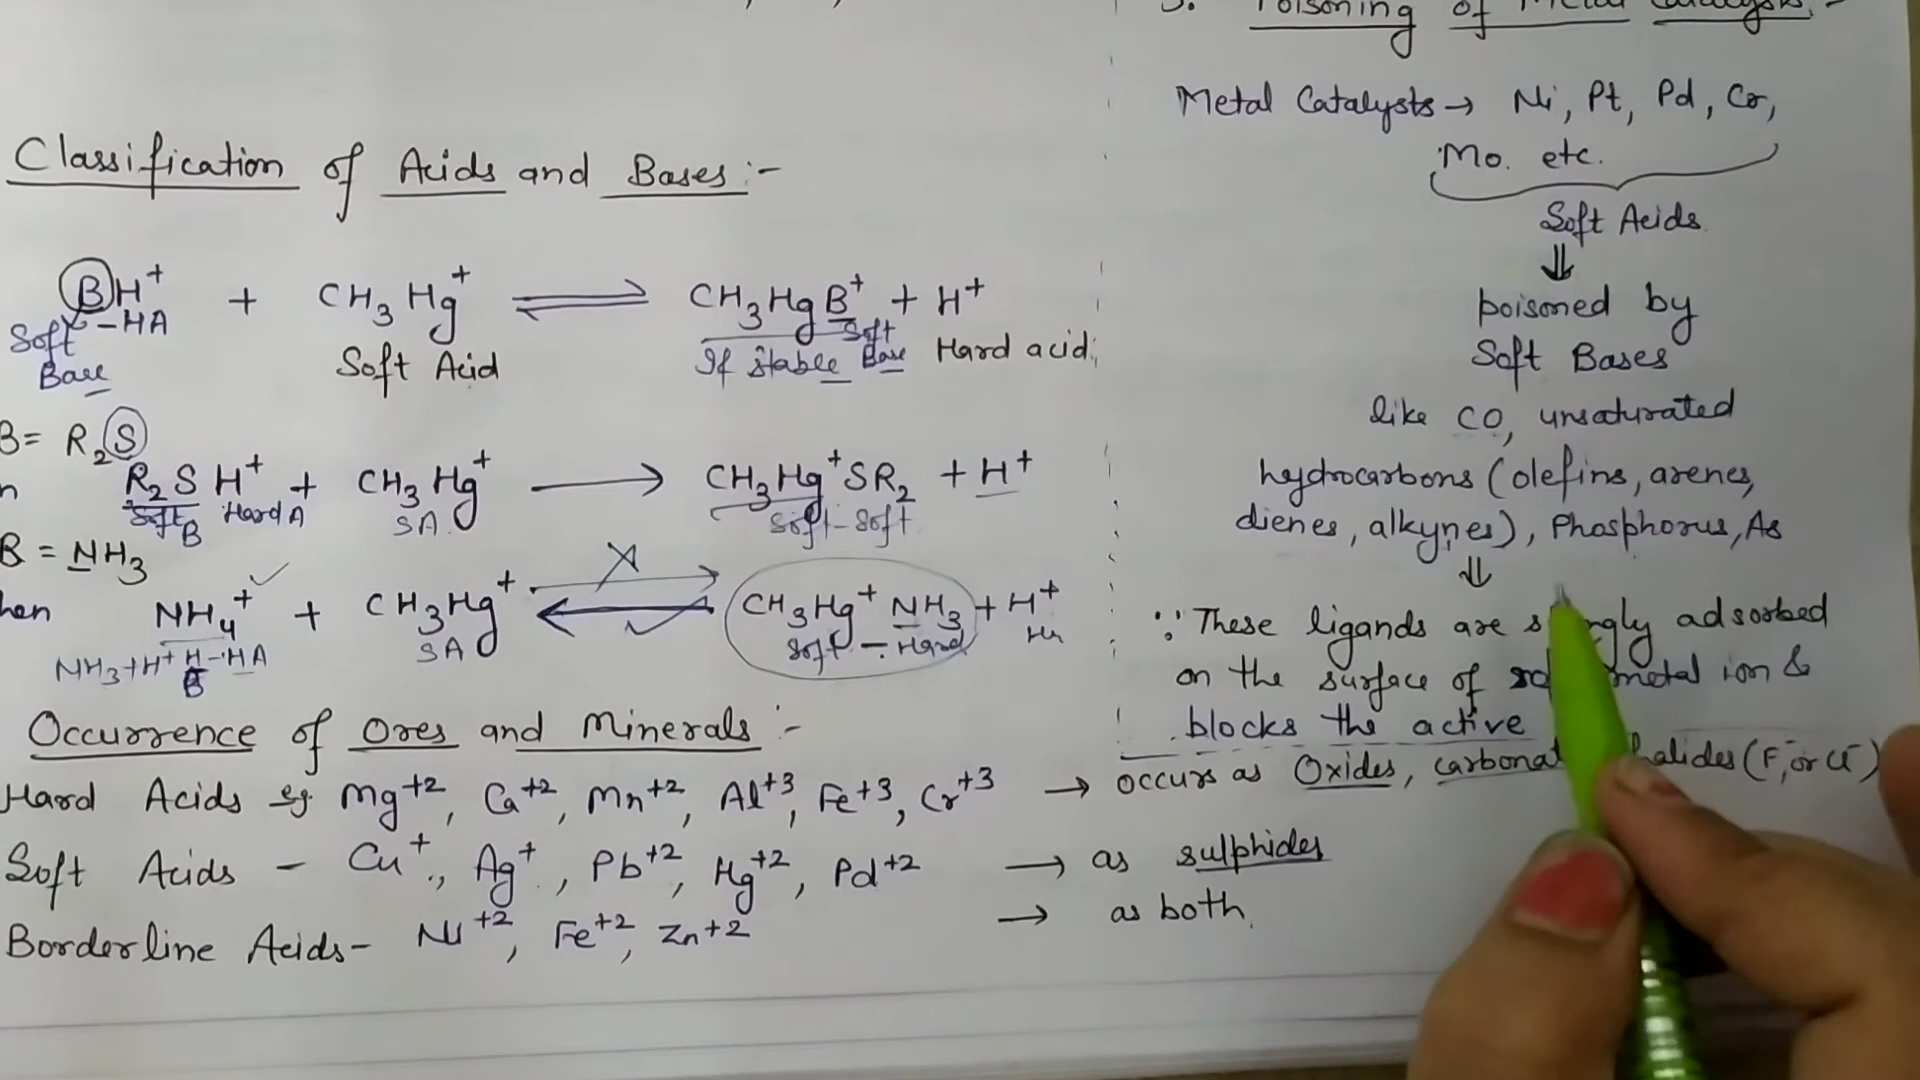 Classification of Acids and Bases :-
BH+ + CH3Hg+ ⇌ CH3HgB+ + H+
Soft Base -HA Soft Acid If stable Soft Base Hard acid
B = R2S
R2SH+ + CH3Hg+ → CH3Hg+SR2 + H+
Soft B Hard A SA Soft-Soft
B = NH3
NH4+ + CH3Hg+ ⇌ CH3Hg+NH3 + H+
NH3+H+ H-HA B SA Soft - Hard
Occurrence of Ores and Minerals :-
Hard Acids eg. Mg+2, Ca+2, Mn+2, Al+3, Fe+3, Cr+3 → occurs as Oxides, halides (F-, or Cl-)
Soft Acids - Cu+, Ag+, Pb+2, Hg+2, Pd+2 → as sulphides
Borderline Acids - Ni+2, Fe+2, Zn+2 → as both.
Poisoning of Metal Catalysts :-
Metal Catalysts → Ni, Pt, Pd, Co,
Mo. etc.
Soft Acids
⇓
poisoned by
Soft Bases
like CO, unsaturated
hydrocarbons (olefins, arenes,
dienes, alkynes), Phosphorus, As
⇓
∵ These ligands are adsorbed
on the surface of metal ion &
blocks the active